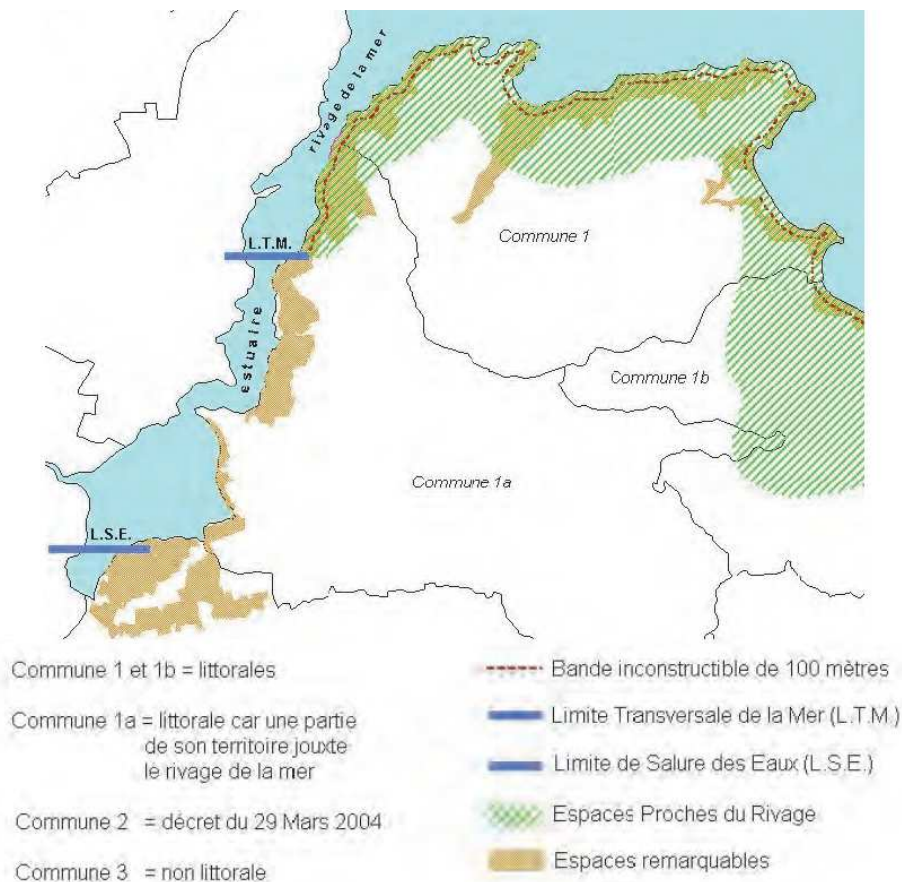 rivage de la mer
L.T.M.
Commune 1
estuaire
Commune 1b
Commune 1a
L.S.E.
Commune 1 et 1b = littorales
Commune 1a = littorale car une partie
de son territoire jouxte
le rivage de la mer
Commune 2 = décret du 29 Mars 2004
Commune 3 = non littorale
Bande inconstructible de 100 mètres
Limite Transversale de la Mer (L.T.M.)
Limite de Salure des Eaux (L.S.E.)
Espaces Proches du Rivage
Espaces remarquables